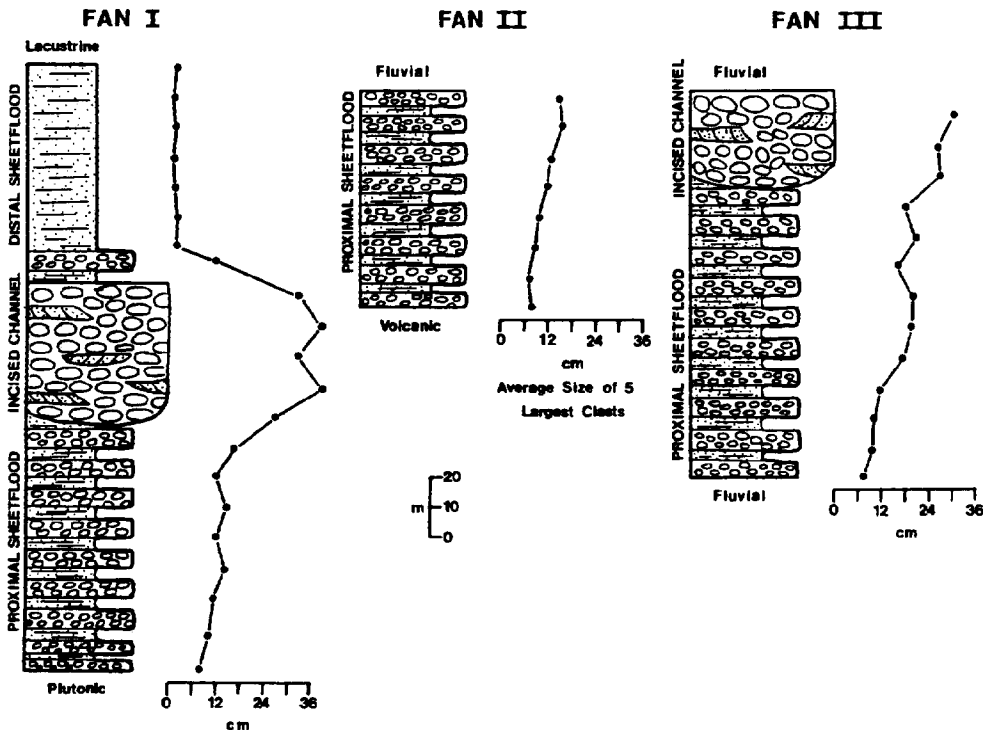 FAN I
Lacustrine
DISTAL SHEETFLOOD
INCISED CHANNEL
PROXIMAL SHEETFLOOD
Plutonic
0 12 24 36
cm
FAN II
Fluvial
PROXIMAL SHEETFLOOD
Volcanic
0 12 24 36
cm
Average Size of 5
Largest Clasts
20
m 10
0
FAN III
Fluvial
INCISED CHANNEL
PROXIMAL SHEETFLOOD
Fluvial
0 12 24 36
cm